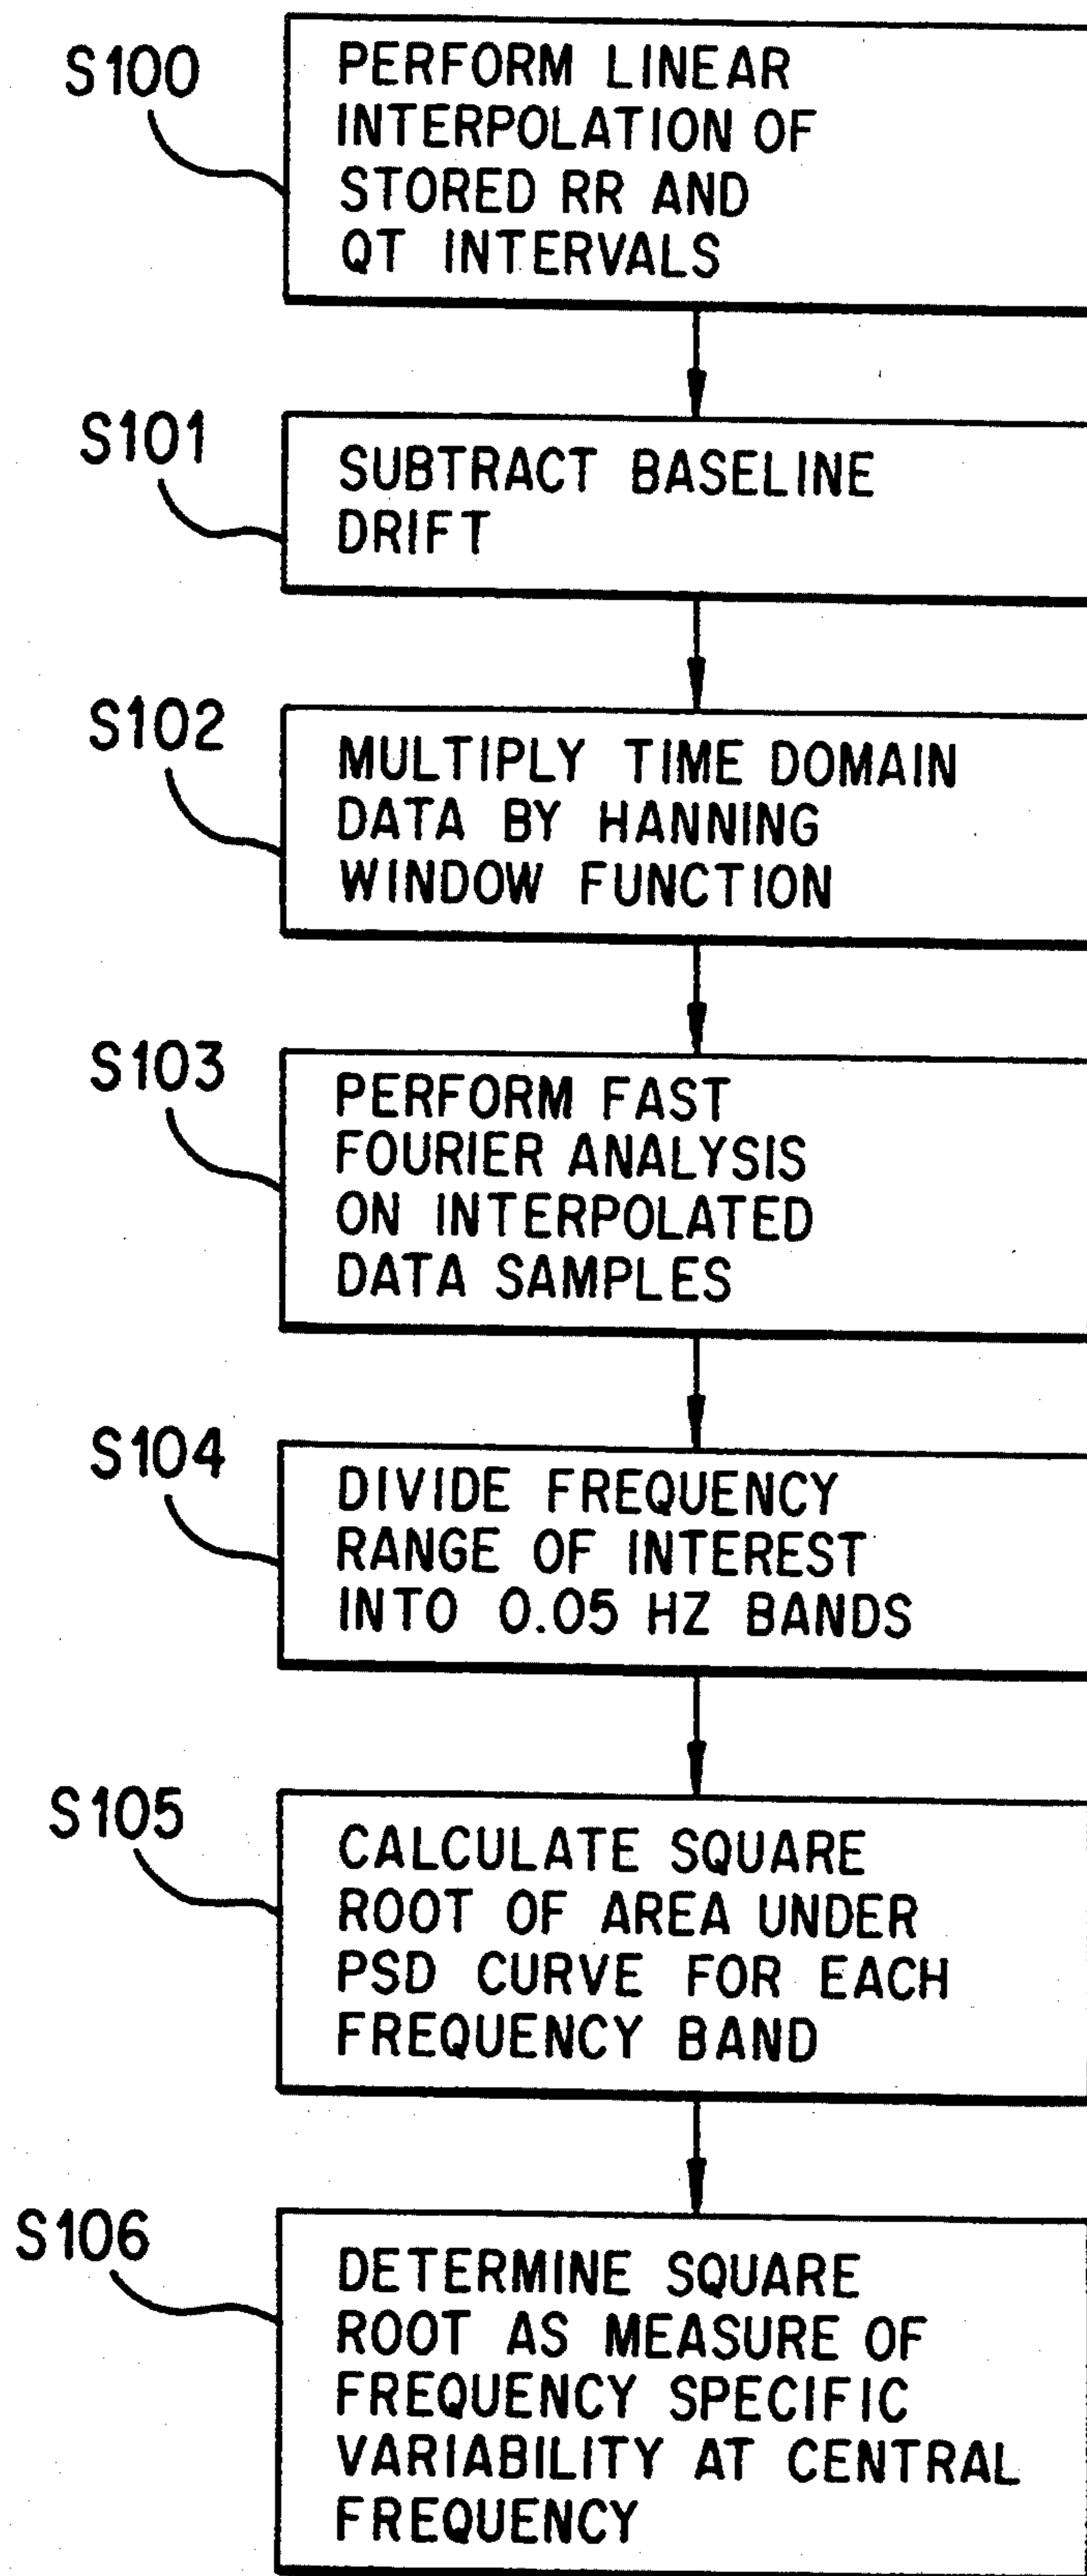 S100
PERFORM LINEAR
INTERPOLATION OF
STORED RR AND
QT INTERVALS
S101
SUBTRACT BASELINE
DRIFT
S102
MULTIPLY TIME DOMAIN
DATA BY HANNING
WINDOW FUNCTION
S103
PERFORM FAST
FOURIER ANALYSIS
ON INTERPOLATED
DATA SAMPLES
S104
DIVIDE FREQUENCY
RANGE OF INTEREST
INTO 0.05 HZ BANDS
S105
CALCULATE SQUARE
ROOT OF AREA UNDER
PSD CURVE FOR EACH
FREQUENCY BAND
S106
DETERMINE SQUARE
ROOT AS MEASURE OF
FREQUENCY SPECIFIC
VARIABILITY AT CENTRAL
FREQUENCY